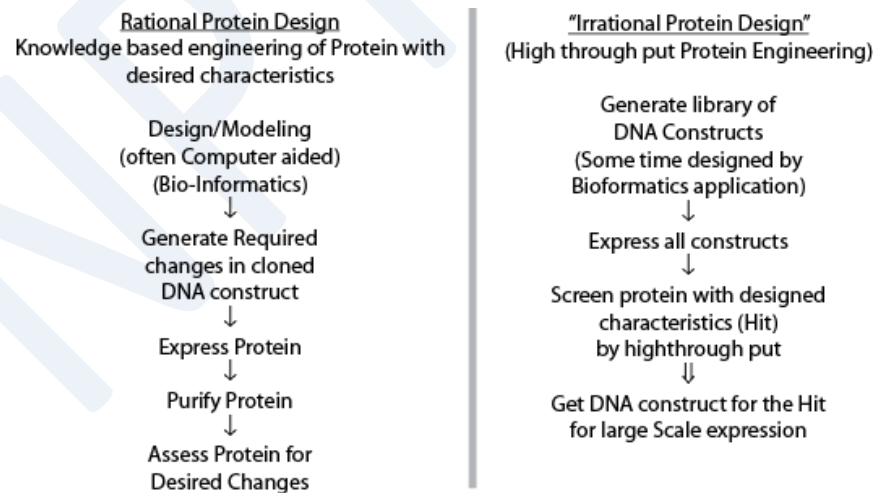 Rational Protein Design
Knowledge based engineering of Protein with
desired characteristics
Design/Modeling
(often Computer aided)
(Bio-Informatics)
↓
Generate Required
changes in cloned
DNA construct
↓
Express Protein
↓
Purify Protein
↓
Assess Protein for
Desired Changes
“Irrational Protein Design”
(High through put Protein Engineering)
Generate library of
DNA Constructs
(Some time designed by
Bioformatics application)
↓
Express all constructs
↓
Screen protein with designed
characteristics (Hit)
by highthrough put
⇓
Get DNA construct for the Hit
for large Scale expression